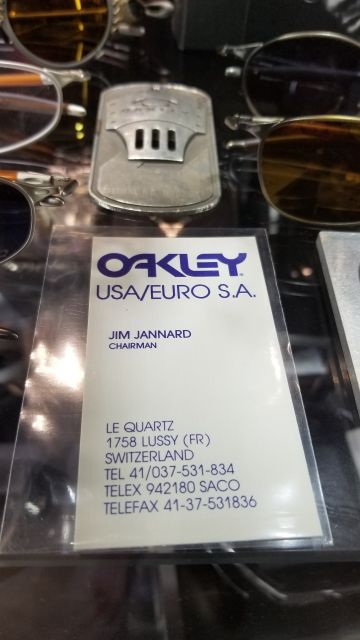 OAKLEY
USA/EURO S.A.
JIM JANNARD
CHAIRMAN
LE QUARTZ
1758 LUSSY (FR)
SWITZERLAND
TEL 41/037-531-834
TELEX 942180 SACO
TELEFAX 41-37-531836